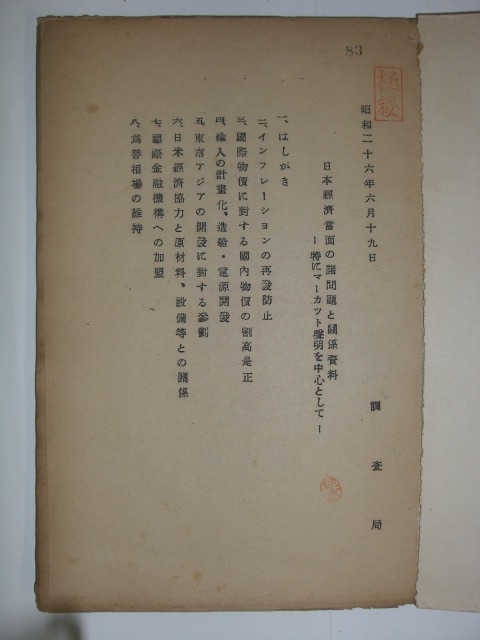 83
極秘
昭和二十六年六月十九日
調査局
日本經濟當面の諸問題と關係資料
ー特にマーカツト聲明を中心としてー
一、はしがき
二、インフレーションの再發防止
三、國際物價に對する國內物價の割高是正
四、輸入の計畫化、造船・電源開發
五、東南アジアの開發に對する參劃
六、日米經濟協力と原材料、設備等との關係
七、國際金融機構への加盟
八、爲替相場の維持